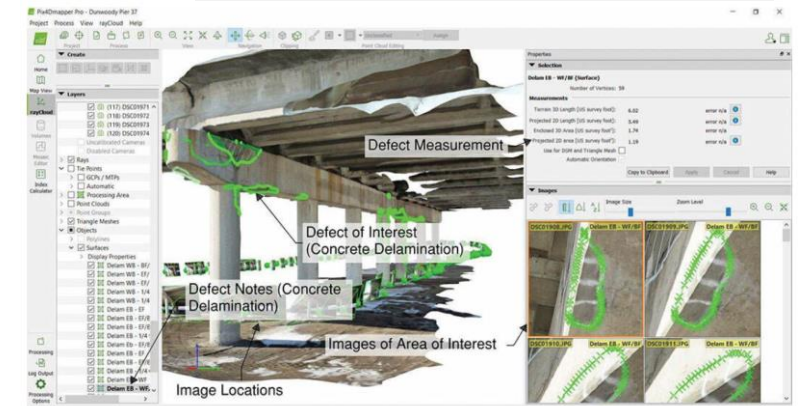 Pix4Dmapper Pro - Dunwoody Pier 37
Project Process View rayCloud Help
Project
Process
View
Navigation
Clipping
Point Cloud Editing
Unclassified
Assign
Home
Map View
rayCloud
Volumes
Mosaic
Editor
Index
Calculator
Processing
Log Output
Processing
Options
Create
Layers
(117) DSC01971
(118) DSC01972
(119) DSC01973
(120) DSC01974
Uncalibrated Cameras
Disabled Cameras
Rays
Tie Points
GCPs / MTPs
Automatic
Processing Area
Point Clouds
Point Groups
Triangle Meshes
Objects
Polylines
Surfaces
Display Properties
Delam WB - BF/
Delam WB - EF/
Delam WB - 1/4
Delam WB - 1/4
Delam EB - EF
Delam EB - EF/B
Delam EB - EF/B
Delam EB - 1/4
Delam EB - EF/B
Delam EB - EF
Delam EB - EF/B
Delam EB - 1/4
Delam EB - WF
Delam EB - WF,
Defect Measurement
Defect of Interest
(Concrete Delamination)
Defect Notes (Concrete
Delamination)
Images of Area of Interest
Image Locations
Properties
Selection
Delam EB - WF/BF (Surface)
Number of Vertices: 59
Measurements
Terrain 3D Length [US survey foot]: 6.02 error n/a
Projected 2D Length [US survey foot]: error n/a
Enclosed 3D Area [US survey foot²]: 1.74
Projected 2D area [US survey foot²]: 1.19 error n/a
Use for DSM and Triangle Mesh
Automatic Orientation
Copy to Clipboard Apply Cancel Help
Images
Image Size Zoom Level
DSC01908.JPG Delam EB - WF/BF
DSC01909.JPG Delam EB - WF/BF
DSC01910.JPG Delam EB - WF/BF
DSC01911.JPG Delam EB - WF/BF